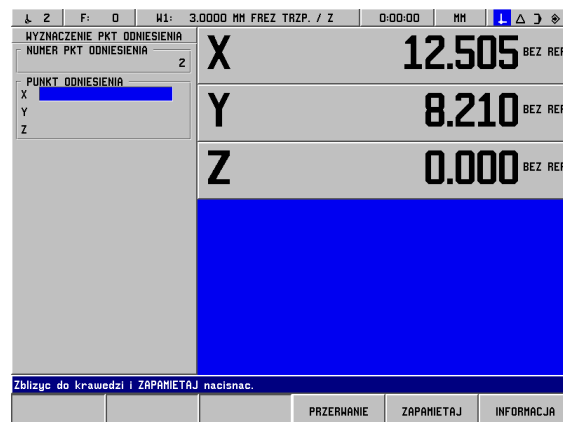 2 F: 0 W1: 3.0000 MM FREZ TRZP. / Z 0:00:00 MM
WYZNACZENIE PKT ODNIESIENIA
NUMER PKT ODNIESIENIA
2
PUNKT ODNIESIENIA
X
Y
Z
X 12.505 BEZ REF
Y 8.210 BEZ REF
Z 0.000 BEZ REF
Zblizyc do krawedzi i ZAPAMIETAJ nacisnac.
PRZERWANIE ZAPAMIETAJ INFORMACJA